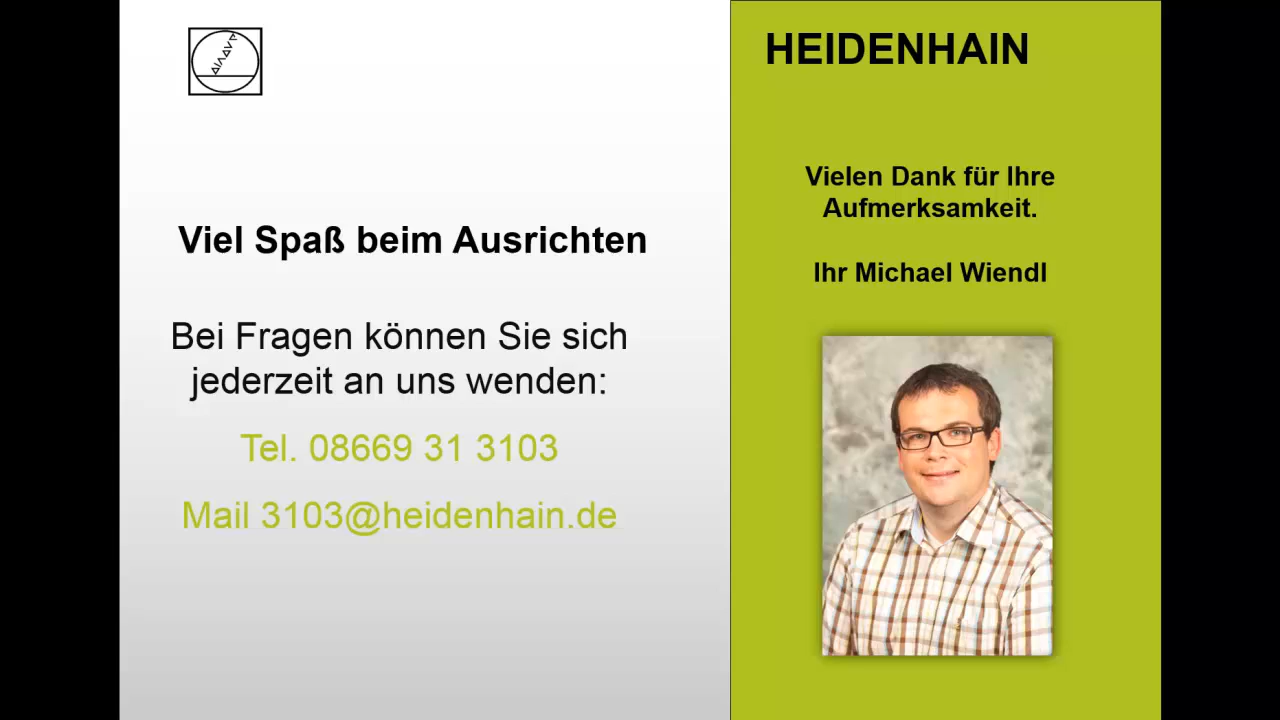 Viel Spaß beim Ausrichten
Bei Fragen können Sie sich
jederzeit an uns wenden:
Tel. 08669 31 3103
Mail 3103@heidenhain.de
HEIDENHAIN
Vielen Dank für Ihre
Aufmerksamkeit.
Ihr Michael Wiendl